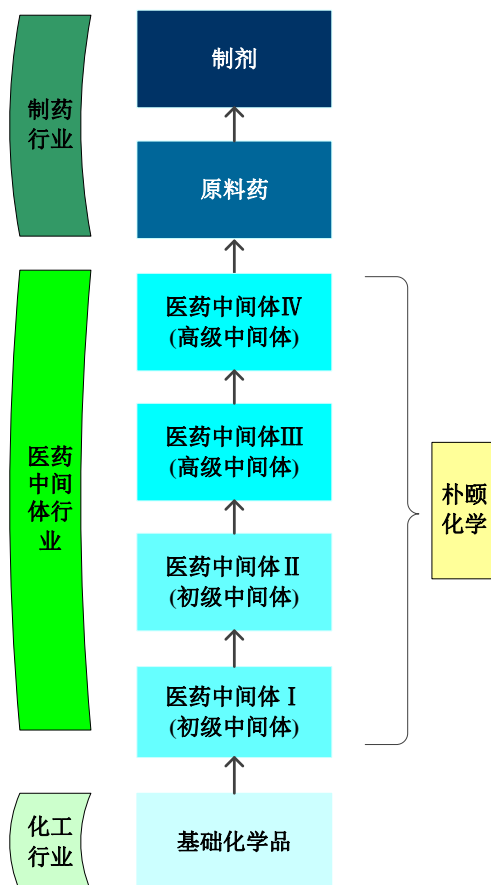 制剂
制药
行业
原料药
医药中间体Ⅳ
(高级中间体)
医药中间体Ⅲ
(高级中间体)
医药
中间
体行
业
朴颐
化学
医药中间体Ⅱ
(初级中间体)
医药中间体Ⅰ
(初级中间体)
化工
行业
基础化学品